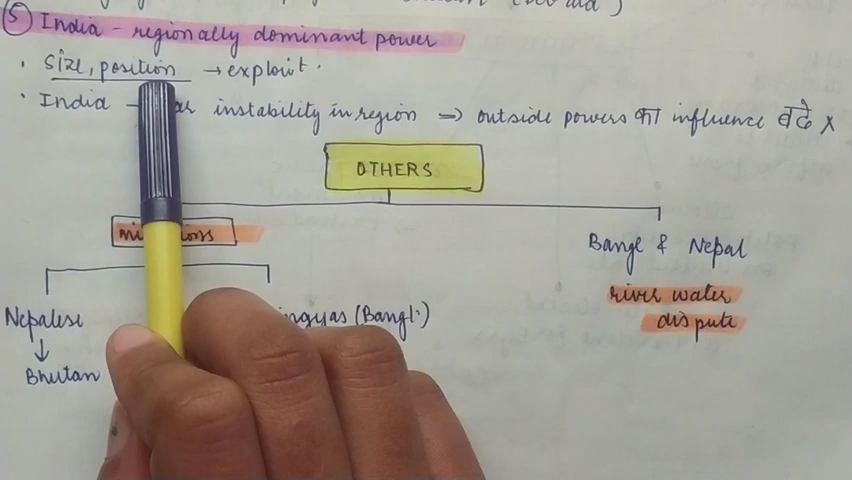 ⑤ India - regionally dominant power
• Size, position → exploit.
• India - instability in region ⇒ outside powers का influence बढ़े X
OTHERS
Bangl & Nepal
river water
dispute
Nepalese (Bangl:)
↓
Bhutan